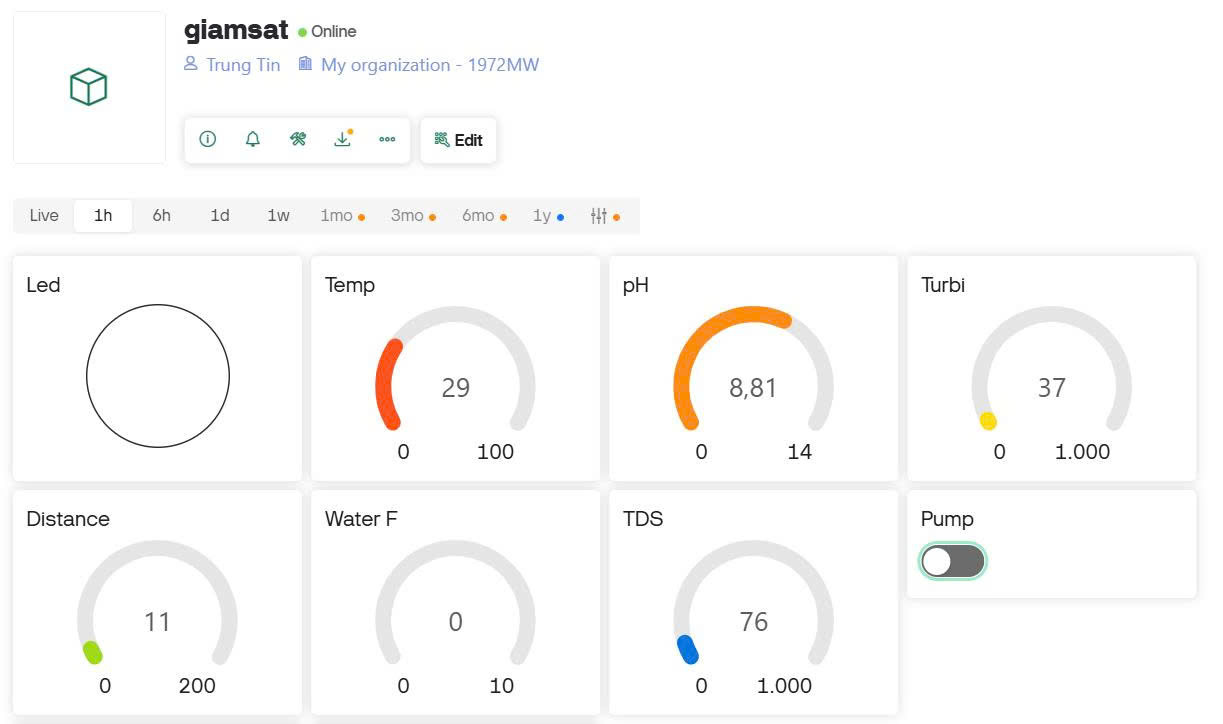 giamsat Online
Trung Tin My organization - 1972MW
Edit
Live 1h 6h 1d 1w 1mo 3mo 6mo 1y
Led Temp pH Turbi
29 8,81 37
0 100 0 14 0 1.000
Distance Water F TDS Pump
11 0 76
0 200 0 10 0 1.000